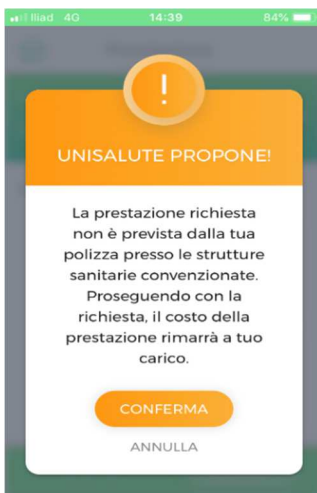 Iliad 4G 14:39 84%
!
UNISALUTE PROPONE!
La prestazione richiesta
non è prevista dalla tua
polizza presso le strutture
sanitarie convenzionate.
Proseguendo con la
richiesta, il costo della
prestazione rimarrà a tuo
carico.
CONFERMA
ANNULLA